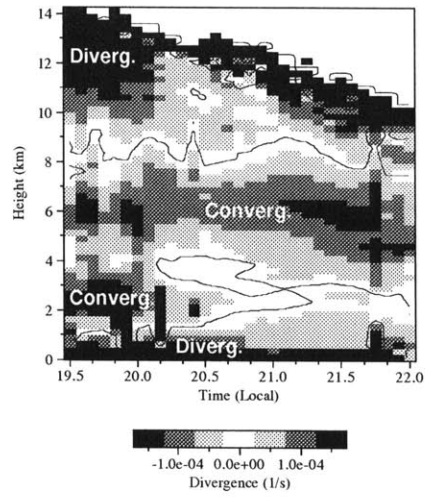 14
12
10
8
6
4
2
0
Height (km)
Diverg.
Converg.
Converg.
Diverg.
19.5 20.0 20.5 21.0 21.5 22.0
Time (Local)
-1.0e-04 0.0e+00 1.0e-04
Divergence (1/s)